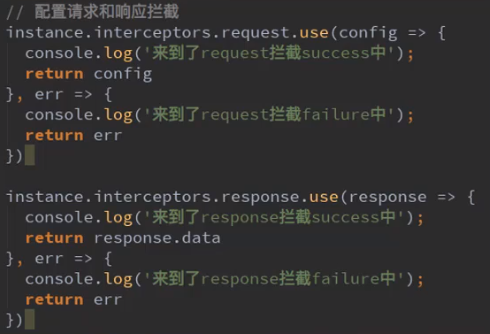 // 配置请求和响应拦截
instance.interceptors.request.use(config => {
  console.log('来到了request拦截success中');
  return config
}, err => {
  console.log('来到了request拦截failure中');
  return err
})
instance.interceptors.response.use(response => {
  console.log('来到了response拦截success中');
  return response.data
}, err => {
  console.log('来到了response拦截failure中');
  return err
})